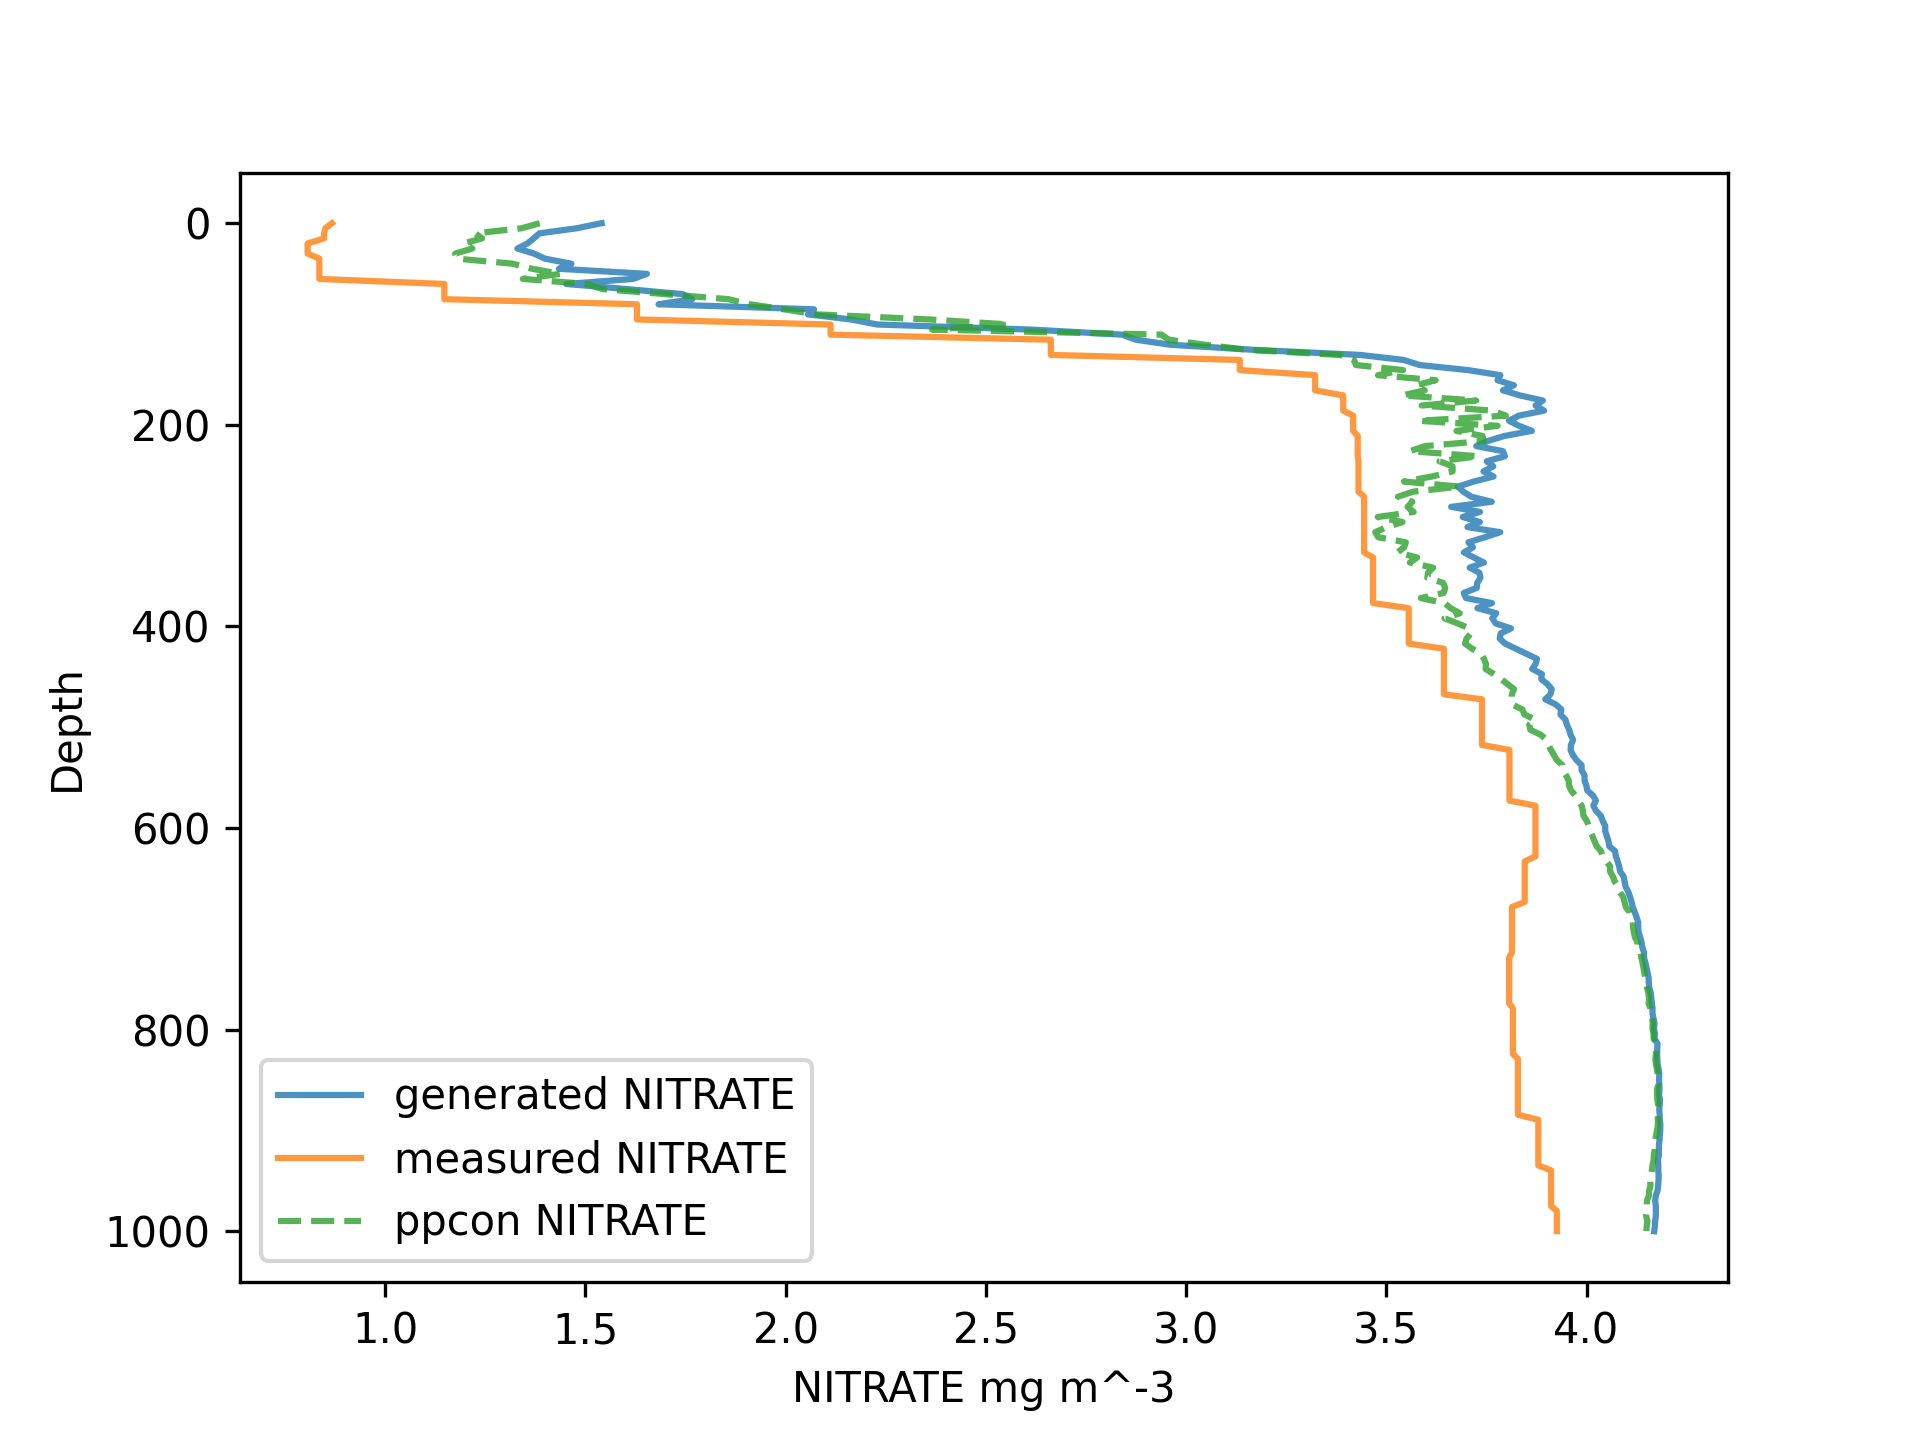 0
200
400
600
800
1000
Depth
generated NITRATE
measured NITRATE
ppcon NITRATE
1.0 1.5 2.0 2.5 3.0 3.5 4.0
NITRATE mg m^-3